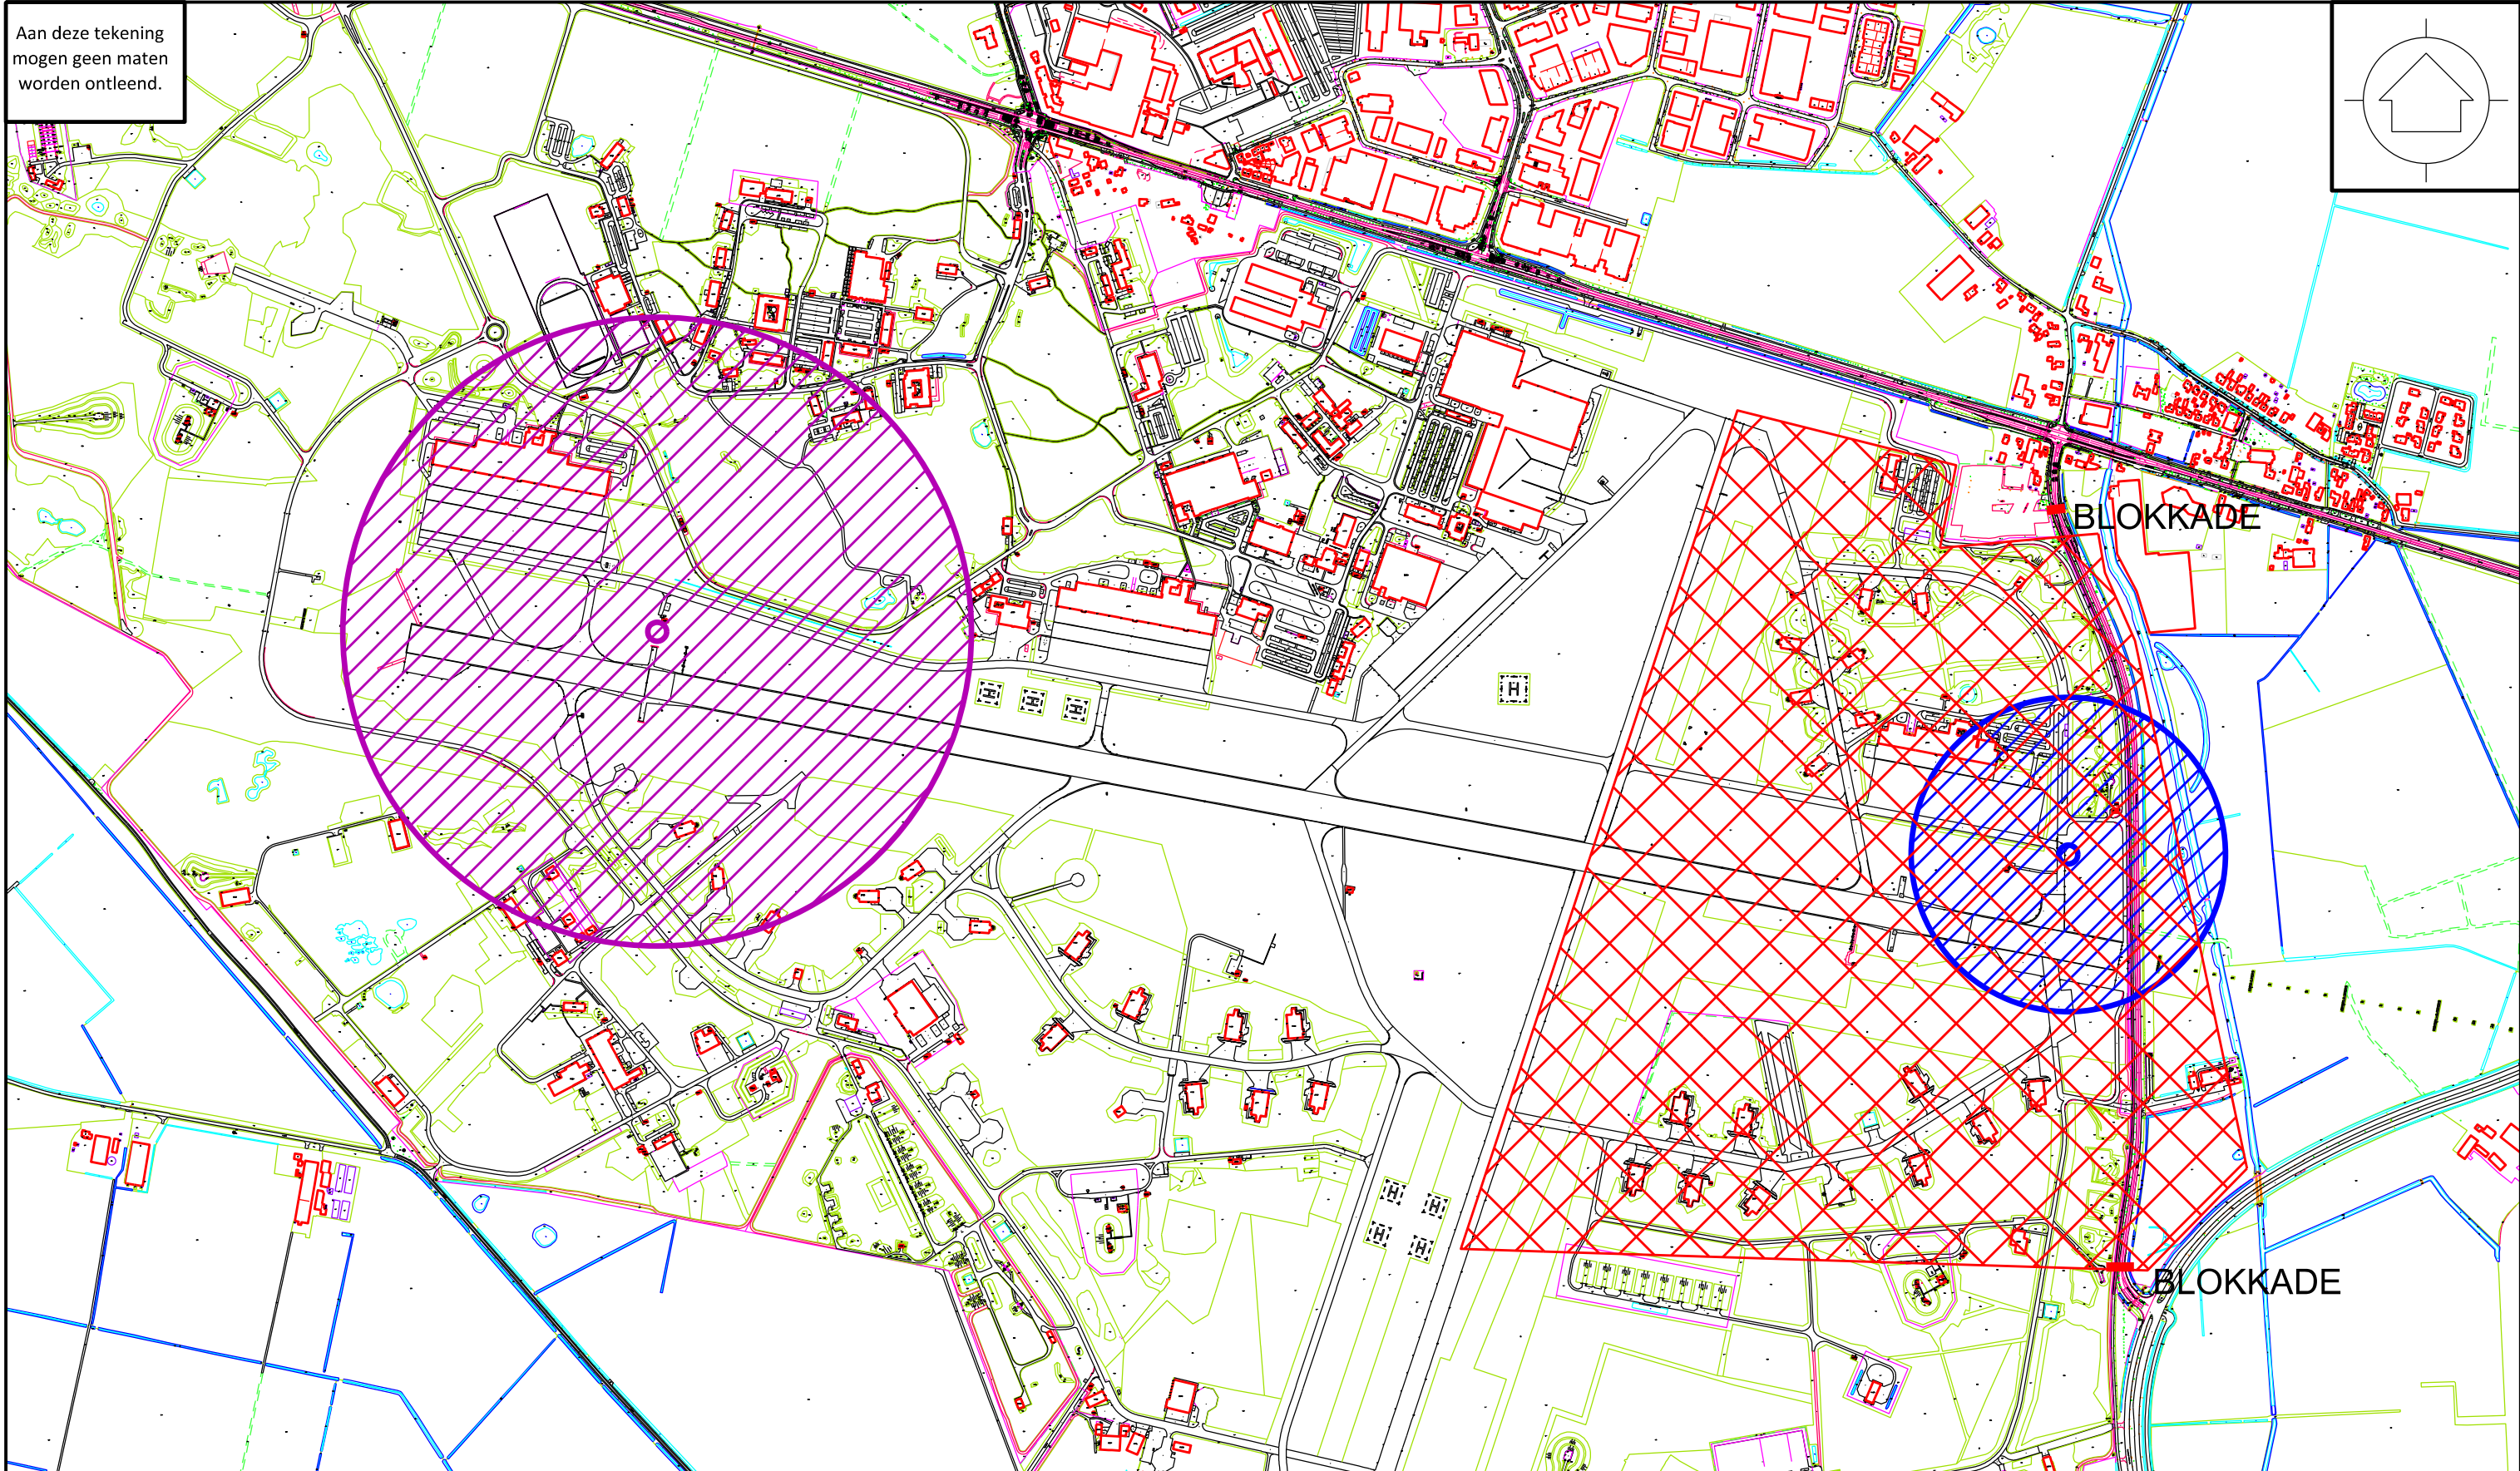 Aan deze tekening
mogen geen maten
worden ontleend.
BLOKKADE
H
H H H
H H
H H
BLOKKADE